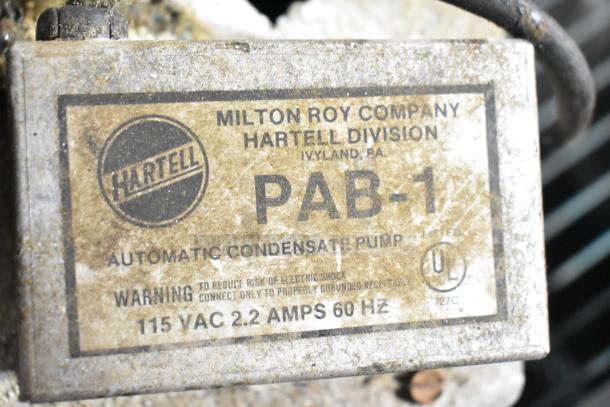 MILTON ROY COMPANY
HARTELL DIVISION
IVYLAND, PA.
HARTELL
PAB-1
AUTOMATIC CONDENSATE PUMP
LISTED
UL
727C
WARNING TO REDUCE RISK OF ELECTRIC SHOCK
CONNECT ONLY TO PROPERLY GROUNDED RECEPTACLE
115 VAC 2.2 AMPS 60 HZ